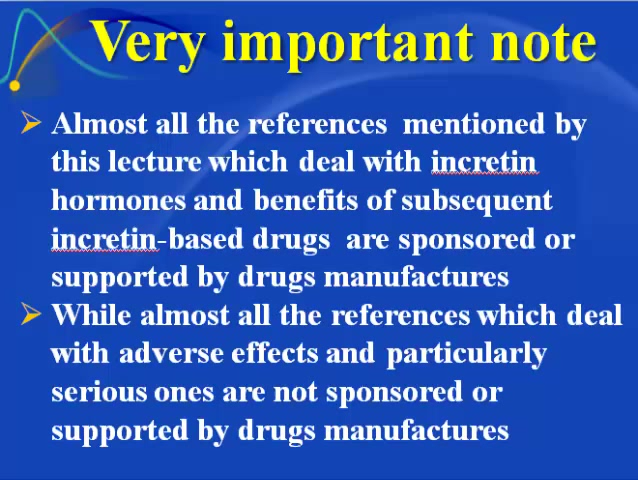 Very important note
Almost all the references mentioned by
this lecture which deal with incretin
hormones and benefits of subsequent
incretin-based drugs are sponsored or
supported by drugs manufactures
While almost all the references which deal
with adverse effects and particularly
serious ones are not sponsored or
supported by drugs manufactures